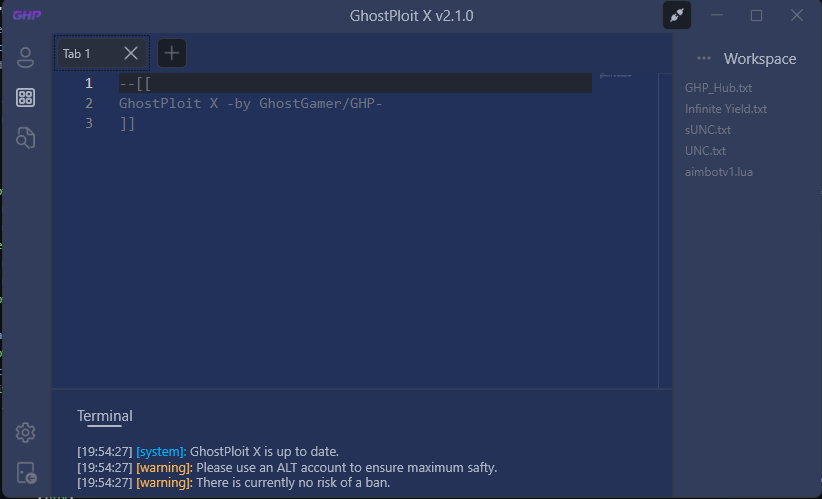 GHP
GhostPloit X v2.1.0
Tab 1
Workspace
1 --[[
2 GhostPloit X -by GhostGamer/GHP-
3 ]]
GHP_Hub.txt
Infinite Yield.txt
sUNC.txt
UNC.txt
aimbotv1.lua
Terminal
[19:54:27] [system]: GhostPloit X is up to date.
[19:54:27] [warning]: Please use an ALT account to ensure maximum safty.
[19:54:27] [warning]: There is currently no risk of a ban.